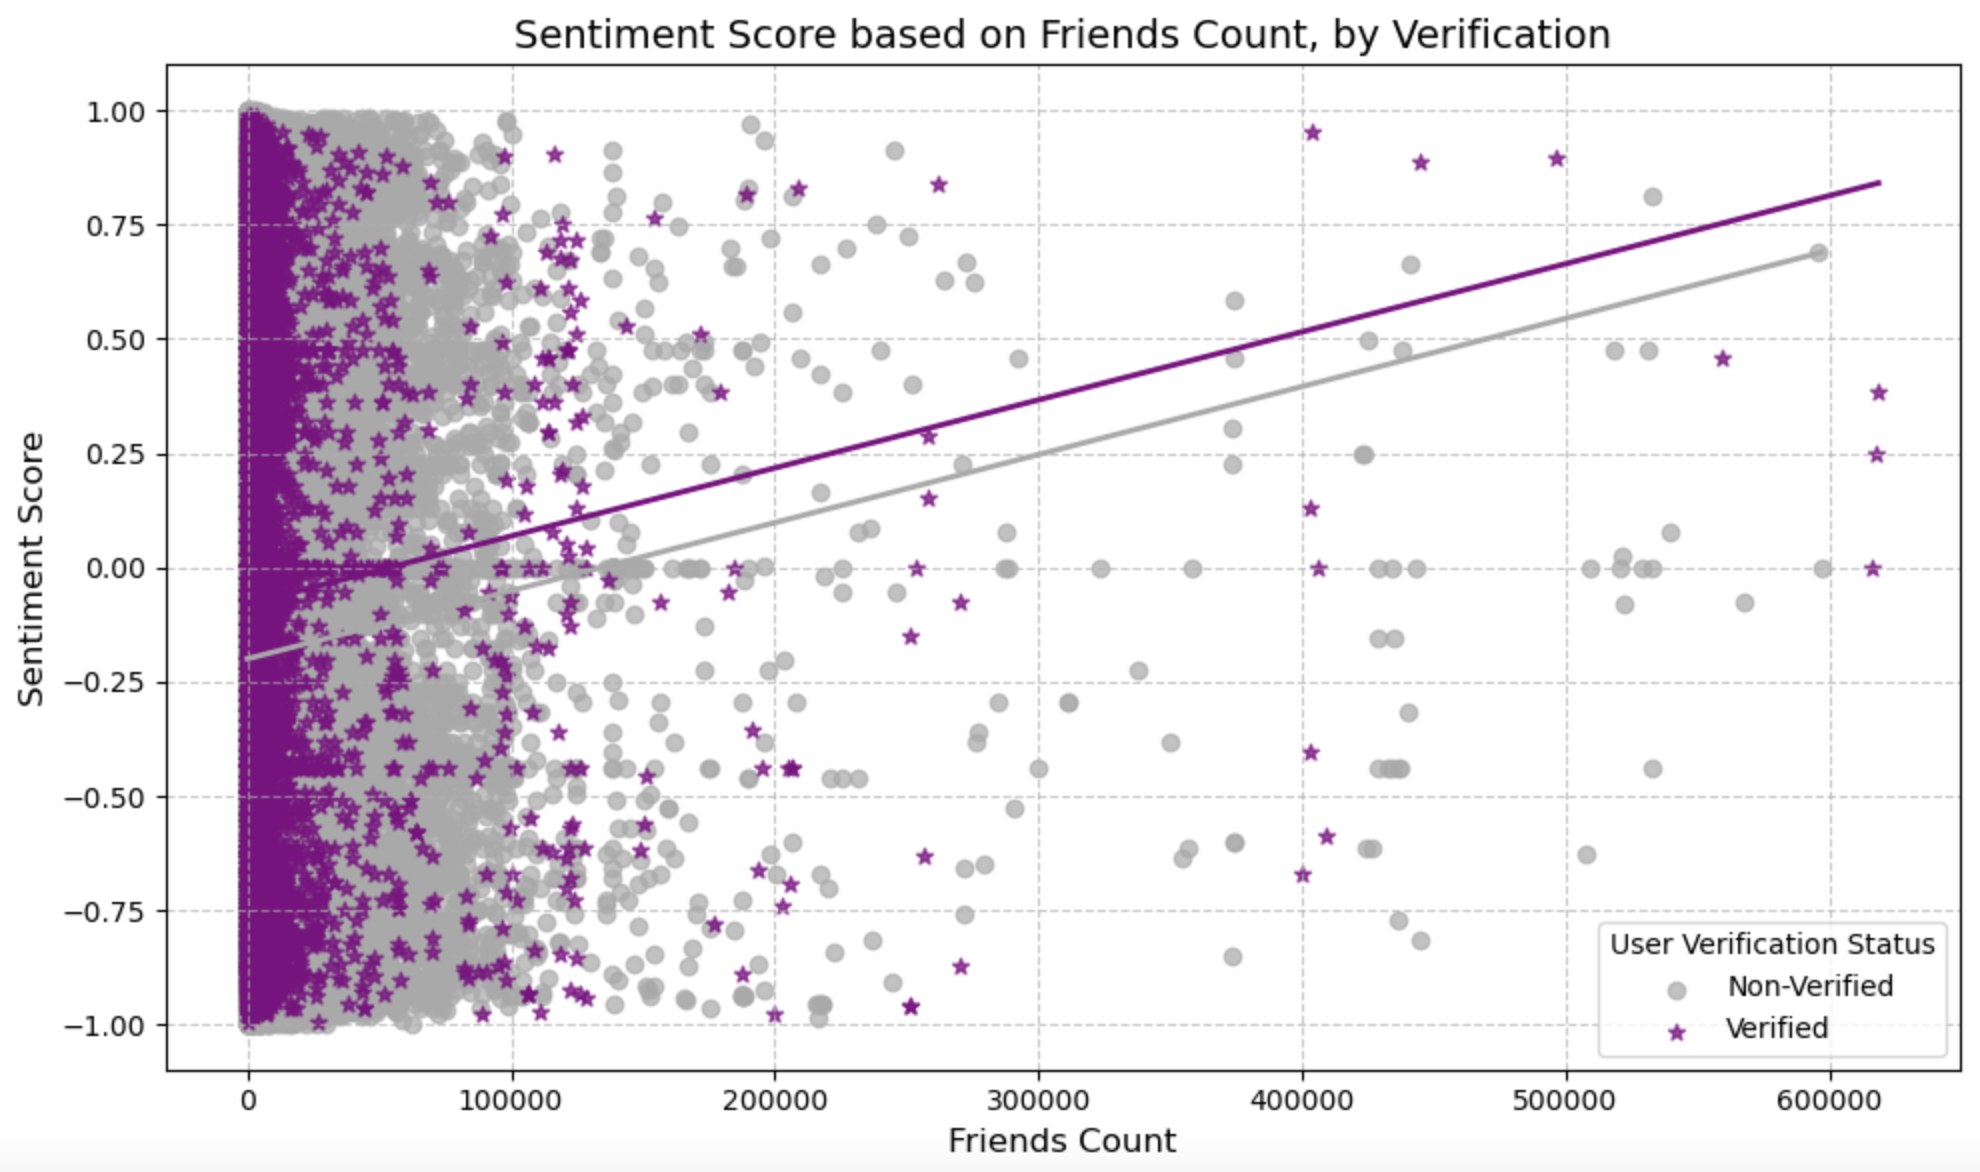 Sentiment Score based on Friends Count, by Verification
Sentiment Score
1.00
0.75
0.50
0.25
0.00
−0.25
−0.50
−0.75
−1.00
User Verification Status
Non-Verified
Verified
0
100000
200000
300000
400000
500000
600000
Friends Count